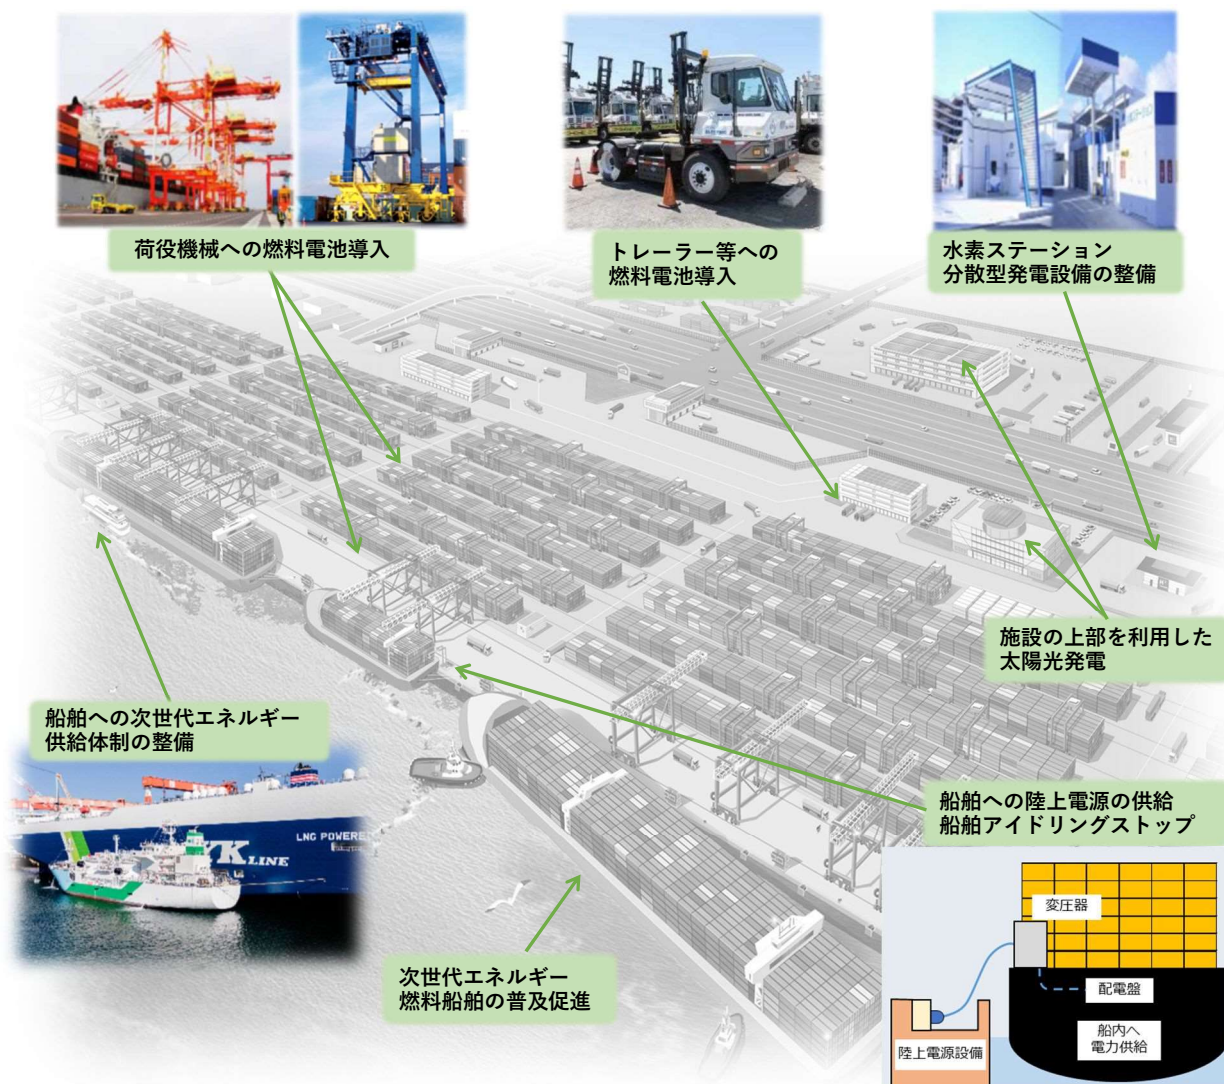 荷役機械への燃料電池導入
トレーラー等への
燃料電池導入
水素ステーション
分散型発電設備の整備
施設の上部を利用した
太陽光発電
船舶への次世代エネルギー
供給体制の整備
LNG POWERE
YK LINE
船舶への陸上電源の供給
船舶アイドリングストップ
次世代エネルギー
燃料船舶の普及促進
変圧器
配電盤
船内へ
電力供給
陸上電源設備